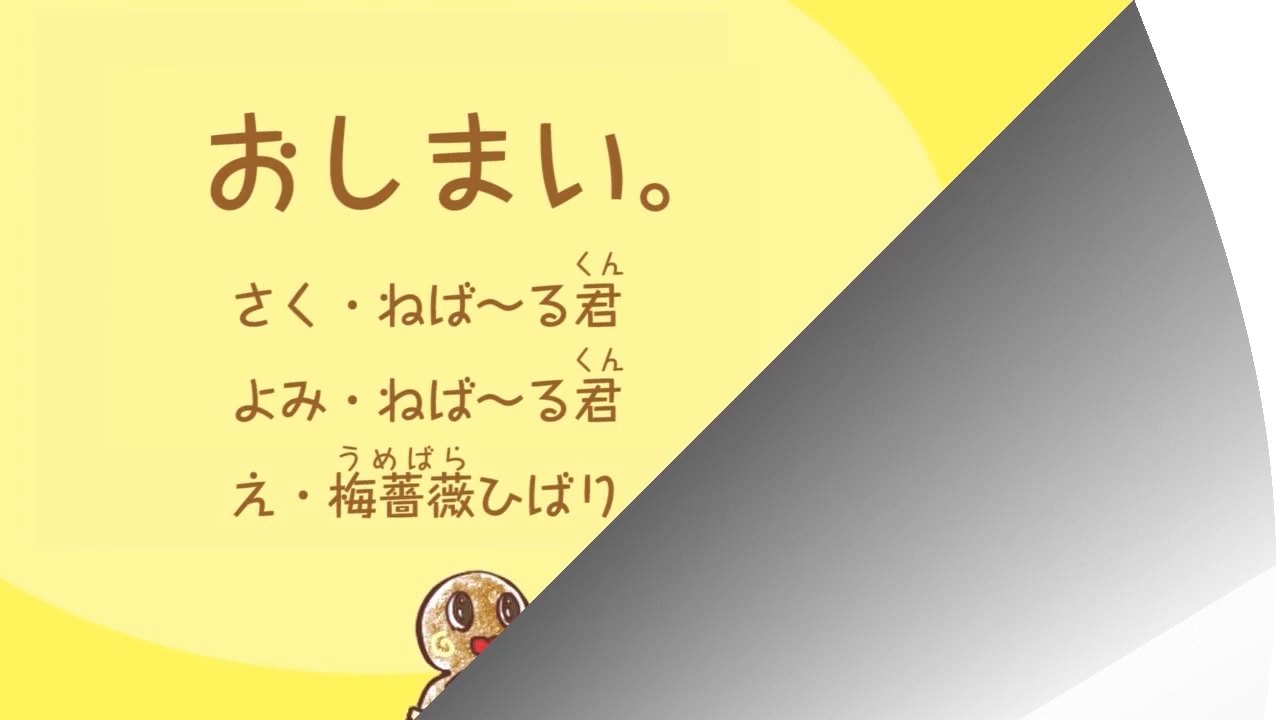 おしまい。
くん
さく・ねば〜る君
くん
よみ・ねば〜る君
うめばら
え・梅薔薇ひばり